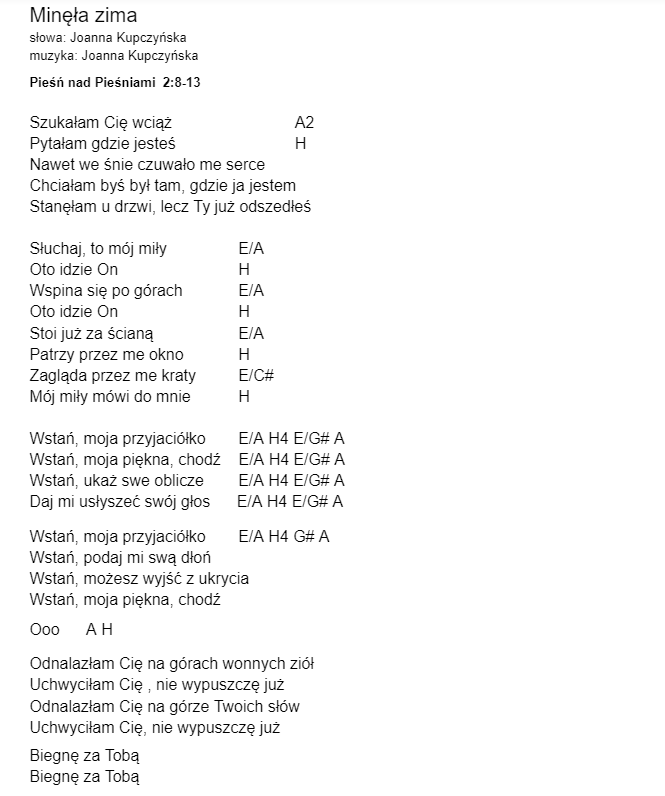 Minęła zima
słowa: Joanna Kupczyńska
muzyka: Joanna Kupczyńska
Pieśń nad Pieśniami 2:8-13
Szukałam Cię wciąż A2
Pytałam gdzie jesteś H
Nawet we śnie czuwało me serce
Chciałam byś był tam, gdzie ja jestem
Stanęłam u drzwi, lecz Ty już odszedłeś
Słuchaj, to mój miły E/A
Oto idzie On H
Wspina się po górach E/A
Oto idzie On H
Stoi już za ścianą E/A
Patrzy przez me okno H
Zagląda przez me kraty E/C#
Mój miły mówi do mnie H
Wstań, moja przyjaciółko E/A H4 E/G# A
Wstań, moja piękna, chodź E/A H4 E/G# A
Wstań, ukaż swe oblicze E/A H4 E/G# A
Daj mi usłyszeć swój głos E/A H4 E/G# A
Wstań, moja przyjaciółko E/A H4 G# A
Wstań, podaj mi swą dłoń
Wstań, możesz wyjść z ukrycia
Wstań, moja piękna, chodź
Ooo A H
Odnalazłam Cię na górach wonnych ziół
Uchwyciłam Cię , nie wypuszczę już
Odnalazłam Cię na górze Twoich słów
Uchwyciłam Cię, nie wypuszczę już
Biegnę za Tobą
Biegnę za Tobą